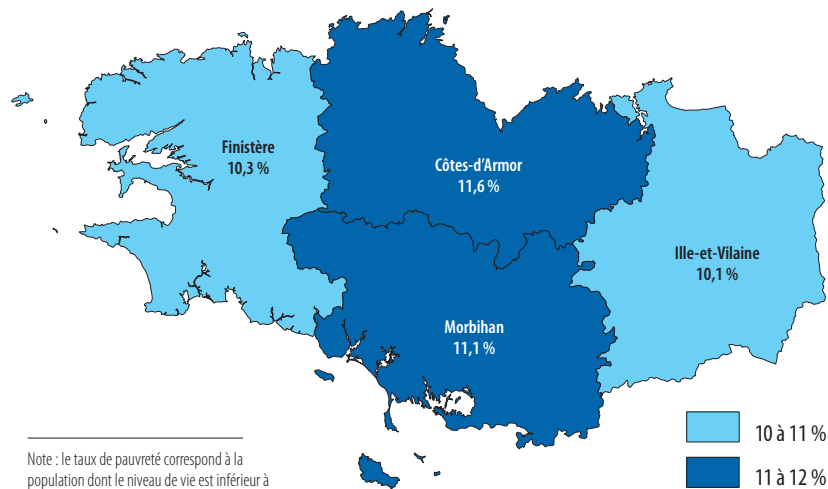 Finistère
10,3 %
Côtes-d’Armor
11,6 %
Ille-et-Vilaine
10,1 %
Morbihan
11,1 %
10 à 11 %
11 à 12 %
Note : le taux de pauvreté correspond à la
population dont le niveau de vie est inférieur à